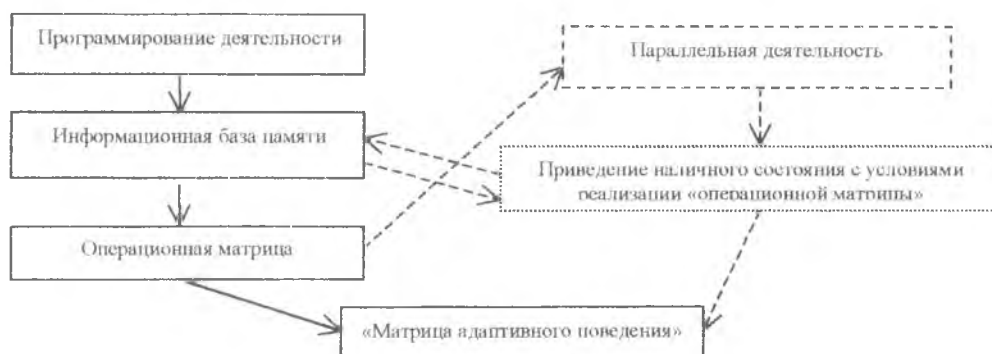 Программирование деятельности
Параллельная деятельность
Информационная база памяти
Приведение наличного состояния с условиями
реализации «операционной матрицы»
Операционная матрица
«Матрица адаптивного поведения»